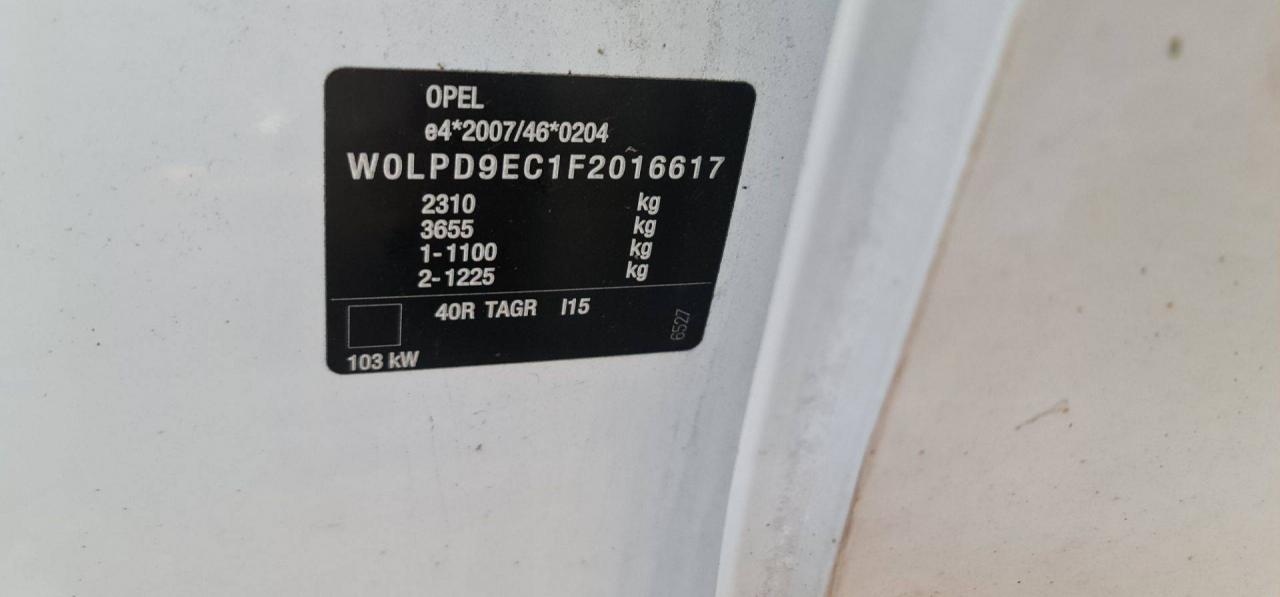 OPEL
e4*2007/46*0204
W0LPD9EC1F2016617
2310 kg
3655 kg
1-1100 kg
2-1225 kg
40R TAGR I15
6527
103 kW